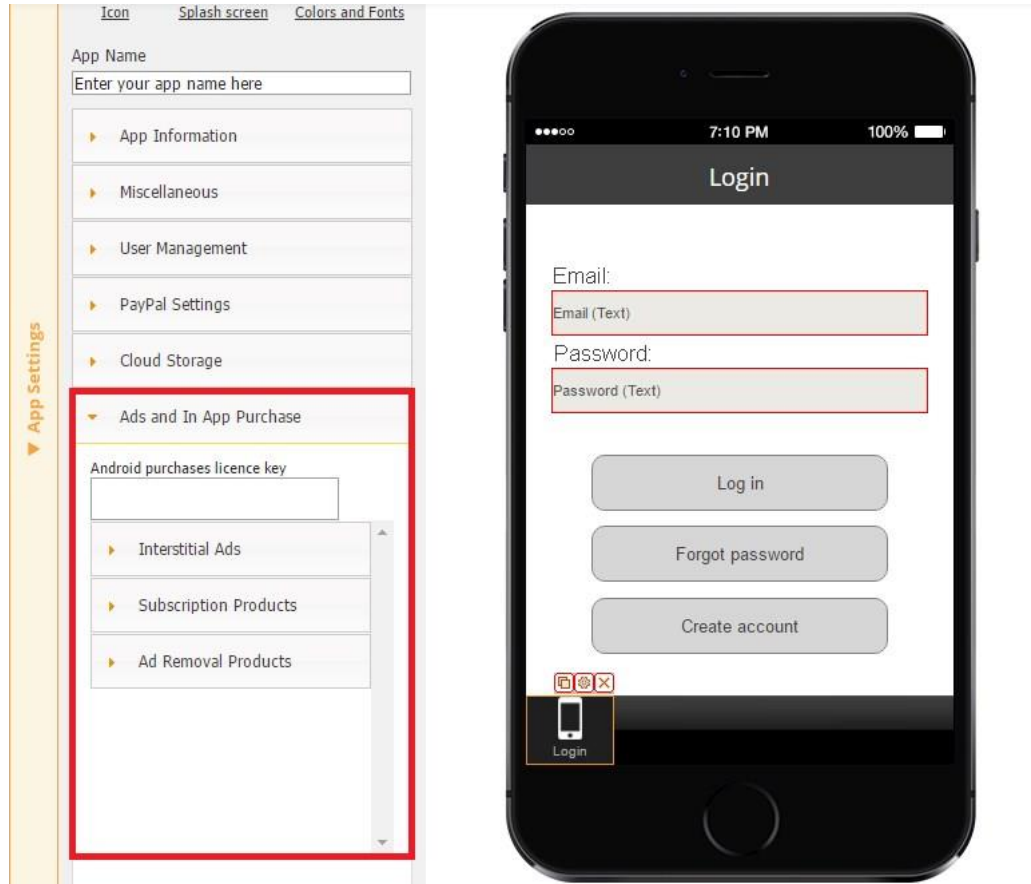 Icon Splash screen Colors and Fonts
App Name
Enter your app name here
App Information
Miscellaneous
User Management
PayPal Settings
Cloud Storage
Ads and In App Purchase
Android purchases licence key
Interstitial Ads
Subscription Products
Ad Removal Products
App Settings
7:10 PM 100%
Login
Email:
Email (Text)
Password:
Password (Text)
Log in
Forgot password
Create account
Login